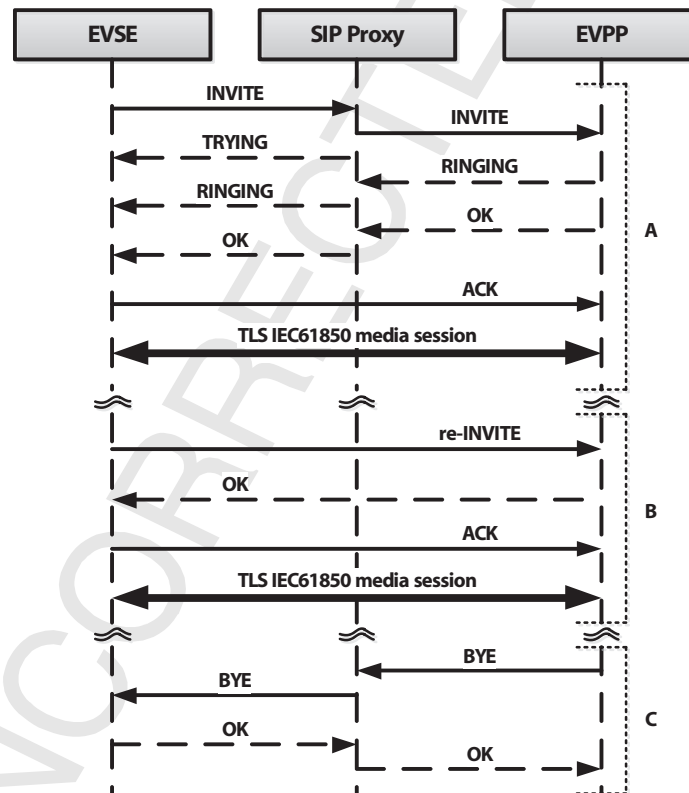 EVSE SIP Proxy EVPP
INVITE
INVITE
TRYING
RINGING
RINGING
OK
OK
A
ACK
TLS IEC61850 media session
re-INVITE
OK
B
ACK
TLS IEC61850 media session
BYE
BYE
C
OK
OK
NCORRECTE